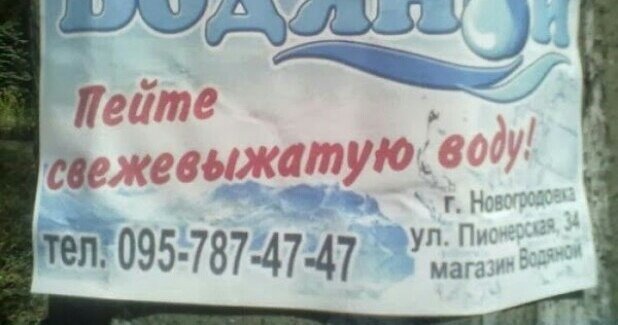 Водяной
Пейте
свежевыжатую воду!
г. Новогродовка
ул. Пионерская, 34
магазин Водяной
тел. 095-787-47-47